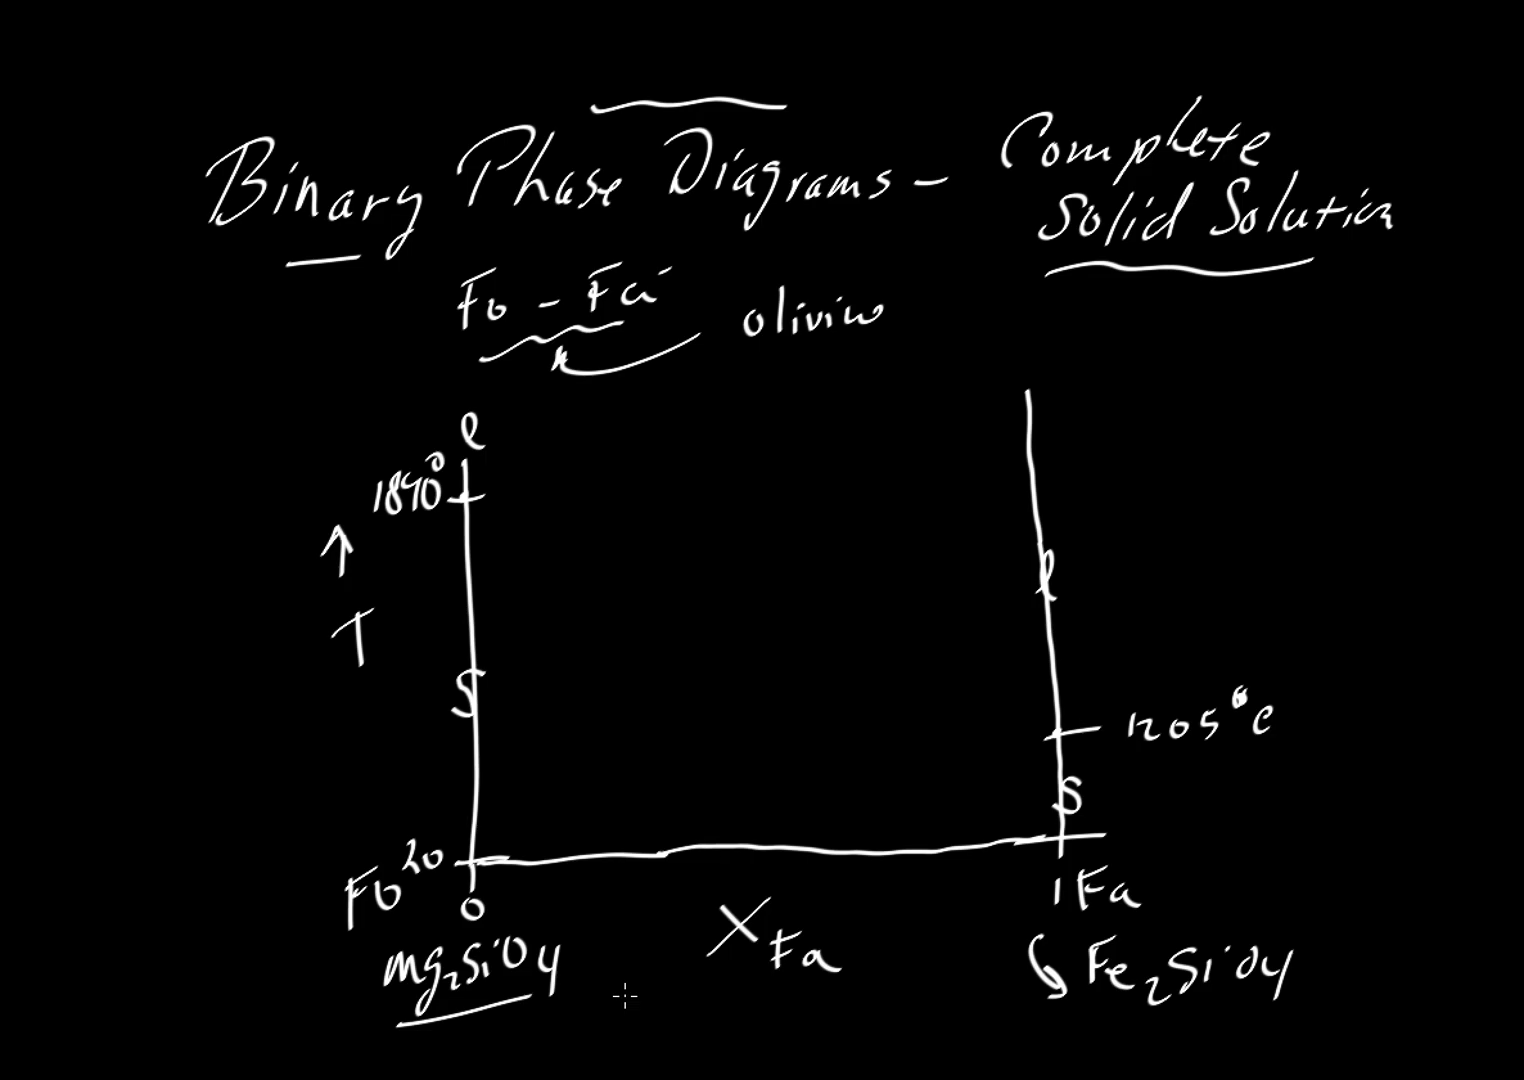 Binary Phase Diagrams - Complete
Solid Solution
Fo - Fa
olivine
l
1890°
T
S
l
1205°C
S
20
Fo
0
1 Fa
Mg2SiO4
XFa
Fe2SiO4